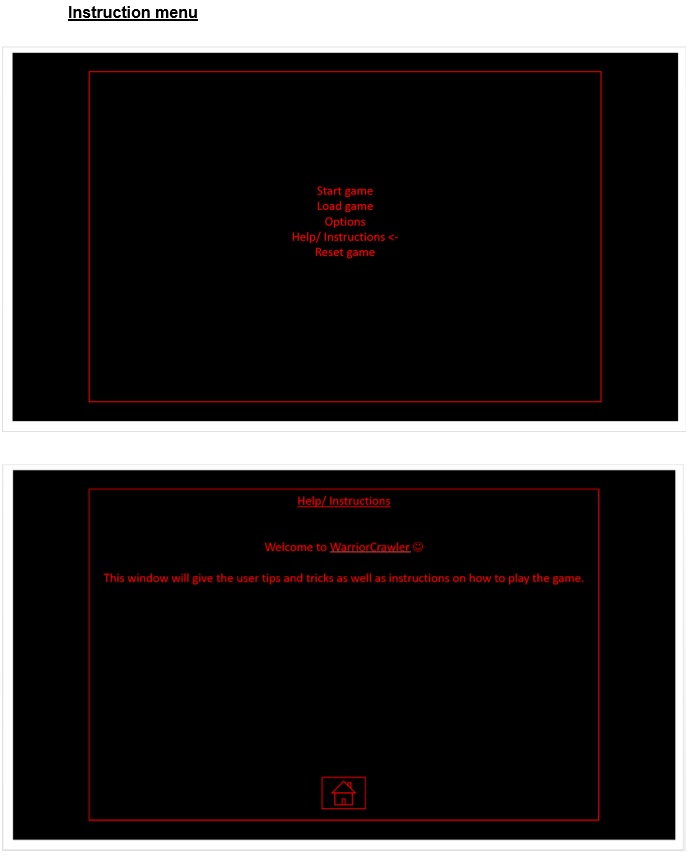 Instruction menu
Start game
Load game
Options
Help/ Instructions <-
Reset game
Help/ Instructions
Welcome to WarriorCrawler ☺
This window will give the user tips and tricks as well as instructions on how to play the game.